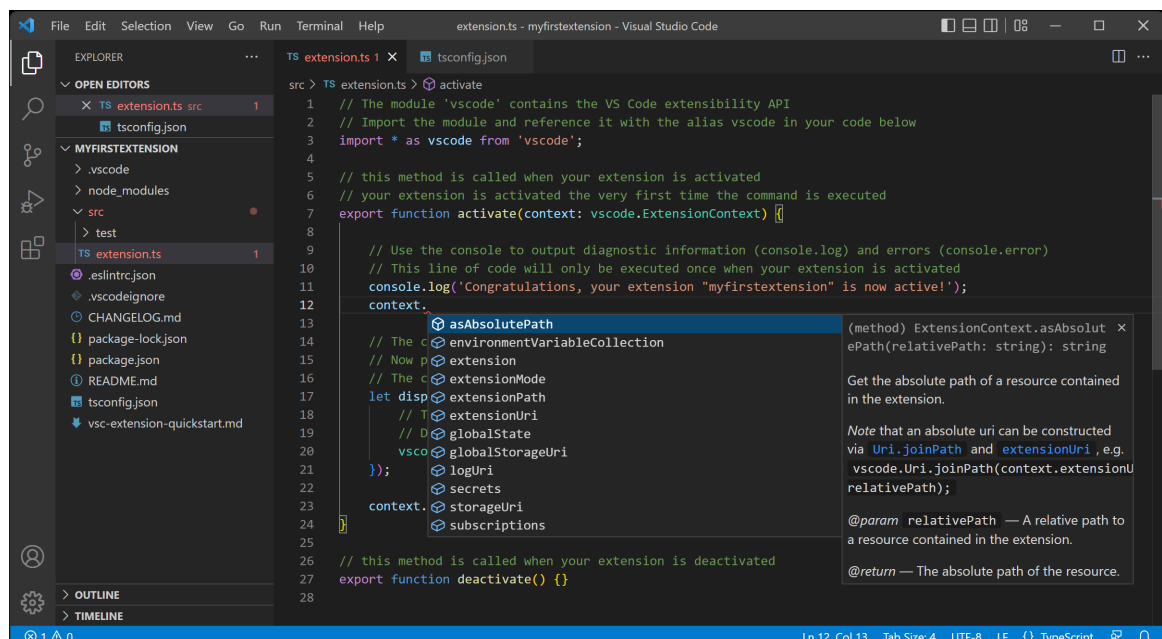 File Edit Selection View Go Run Terminal Help extension.ts - myfirstextension - Visual Studio Code
EXPLORER
OPEN EDITORS
TS extension.ts src 1
tsconfig.json
MYFIRSTEXTENSION
.vscode
node_modules
src
test
TS extension.ts 1
.eslintrc.json
.vscodeignore
CHANGELOG.md
package-lock.json
package.json
README.md
tsconfig.json
vsc-extension-quickstart.md
OUTLINE
TIMELINE
TS extension.ts 1 tsconfig.json
src > TS extension.ts > activate
1 // The module 'vscode' contains the VS Code extensibility API
2 // Import the module and reference it with the alias vscode in your code below
3 import * as vscode from 'vscode';
4
5 // this method is called when your extension is activated
6 // your extension is activated the very first time the command is executed
7 export function activate(context: vscode.ExtensionContext) {
8
9 // Use the console to output diagnostic information (console.log) and errors (console.error)
10 // This line of code will only be executed once when your extension is activated
11 console.log('Congratulations, your extension "myfirstextension" is now active!');
12 context.
13
14 // The c
15 // Now p
16 // The c
17 let disp
18 // T
19 // D
20 vsco
21 });
22
23 context.
24 }
25
26 // this method is called when your extension is deactivated
27 export function deactivate() {}
28
asAbsolutePath
environmentVariableCollection
extension
extensionMode
extensionPath
extensionUri
globalState
globalStorageUri
logUri
secrets
storageUri
subscriptions
(method) ExtensionContext.asAbsolut
ePath(relativePath: string): string
Get the absolute path of a resource contained
in the extension.
Note that an absolute uri can be constructed
via Uri.joinPath and extensionUri , e.g.
vscode.Uri.joinPath(context.extensionU
relativePath);
@param relativePath — A relative path to
a resource contained in the extension.
@return — The absolute path of the resource.
1 0 Ln 12, Col 13 Tab Size: 4 UTF-8 LF {} TypeScript